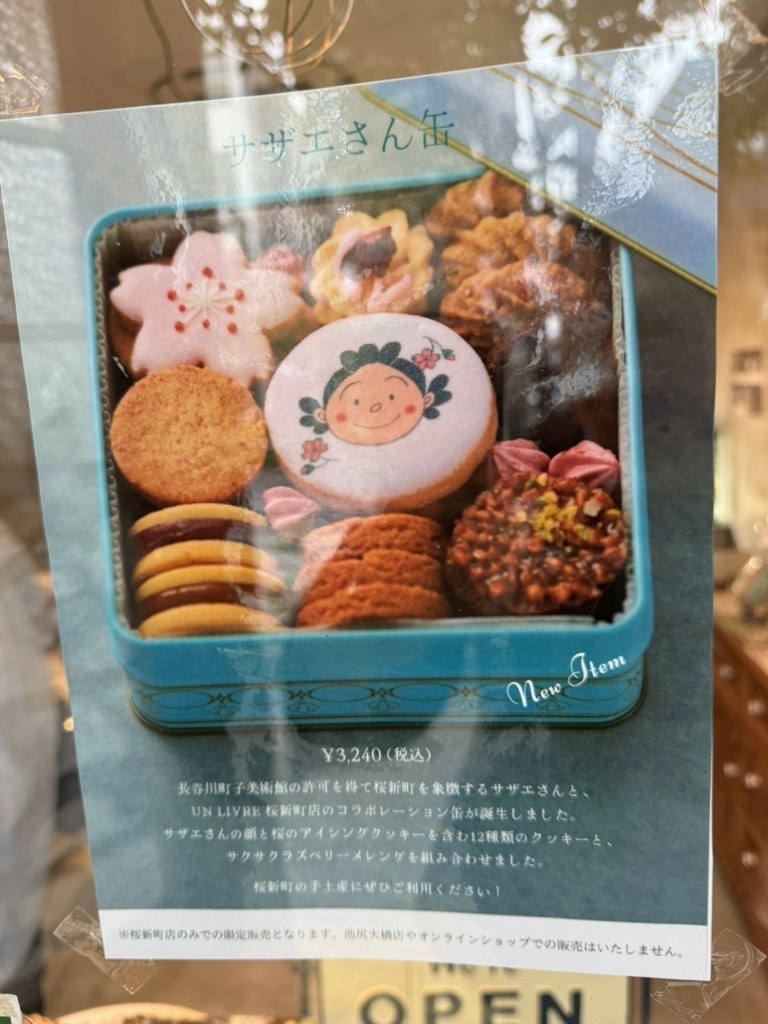 サザエさん缶
New Item
¥3,240(税込)
長谷川町子美術館の許可を得て桜新町を象徴するサザエさんと、
UN LIVRE 桜新町店のコラボレーション缶が誕生しました。
サザエさんの顔と桜のアイシングクッキーを含む12種類のクッキーと、
サクサクラズベリーメレンゲを組み合わせました。
桜新町の手土産にぜひご利用ください！
※桜新町店のみでの限定販売となります。池尻大橋店やオンラインショップでの販売はいたしません。
OPEN